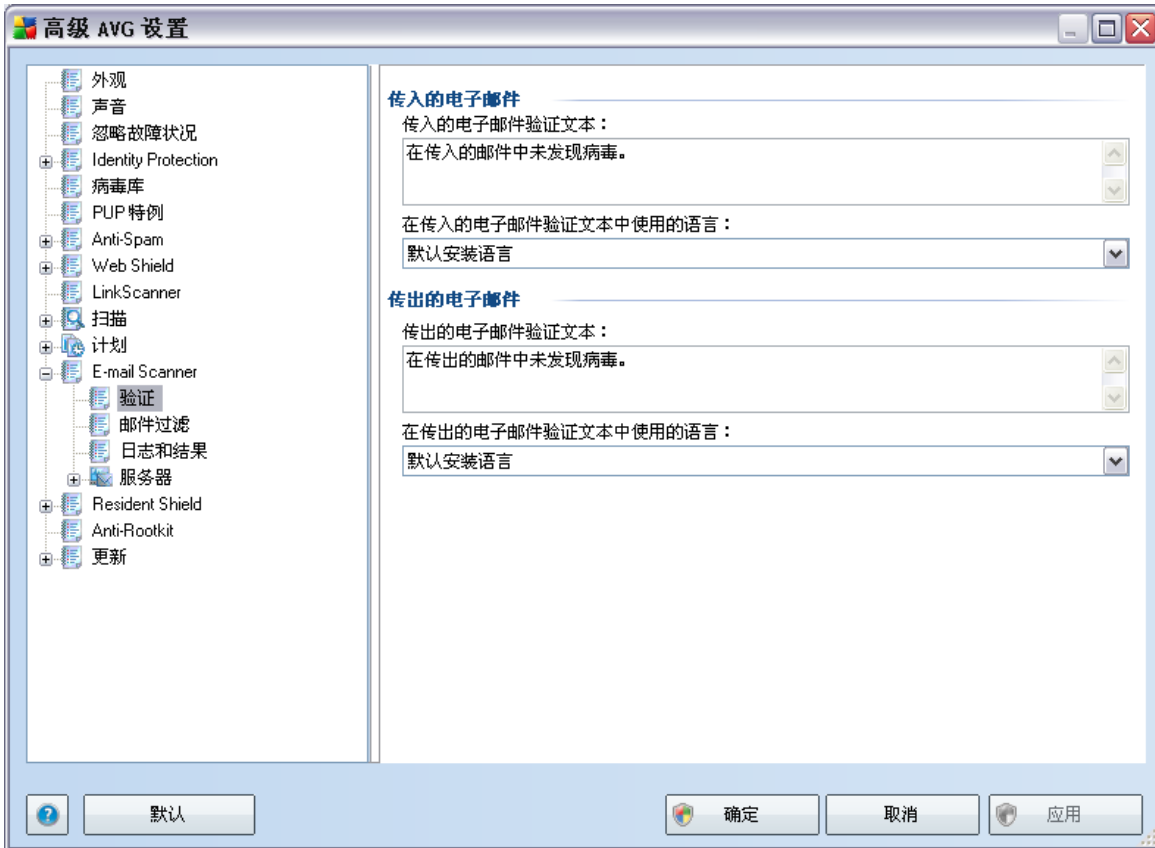 高级 AVG 设置
外观
声音
忽略故障状况
Identity Protection
病毒库
PUP 特例
Anti-Spam
Web Shield
LinkScanner
扫描
计划
E-mail Scanner
验证
邮件过滤
日志和结果
服务器
Resident Shield
Anti-Rootkit
更新
传入的电子邮件
传入的电子邮件验证文本：
在传入的邮件中未发现病毒。
在传入的电子邮件验证文本中使用的语言：
默认安装语言
传出的电子邮件
传出的电子邮件验证文本：
在传出的邮件中未发现病毒。
在传出的电子邮件验证文本中使用的语言：
默认安装语言
默认
确定
取消
应用